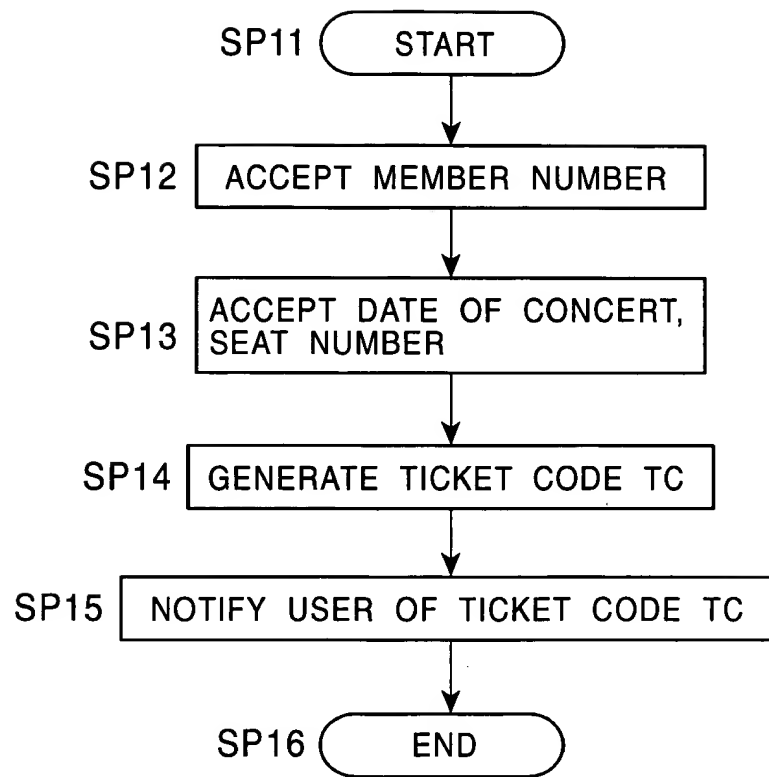 SP11 START
SP12 ACCEPT MEMBER NUMBER
SP13 ACCEPT DATE OF CONCERT,
SEAT NUMBER
SP14 GENERATE TICKET CODE TC
SP15 NOTIFY USER OF TICKET CODE TC
SP16 END